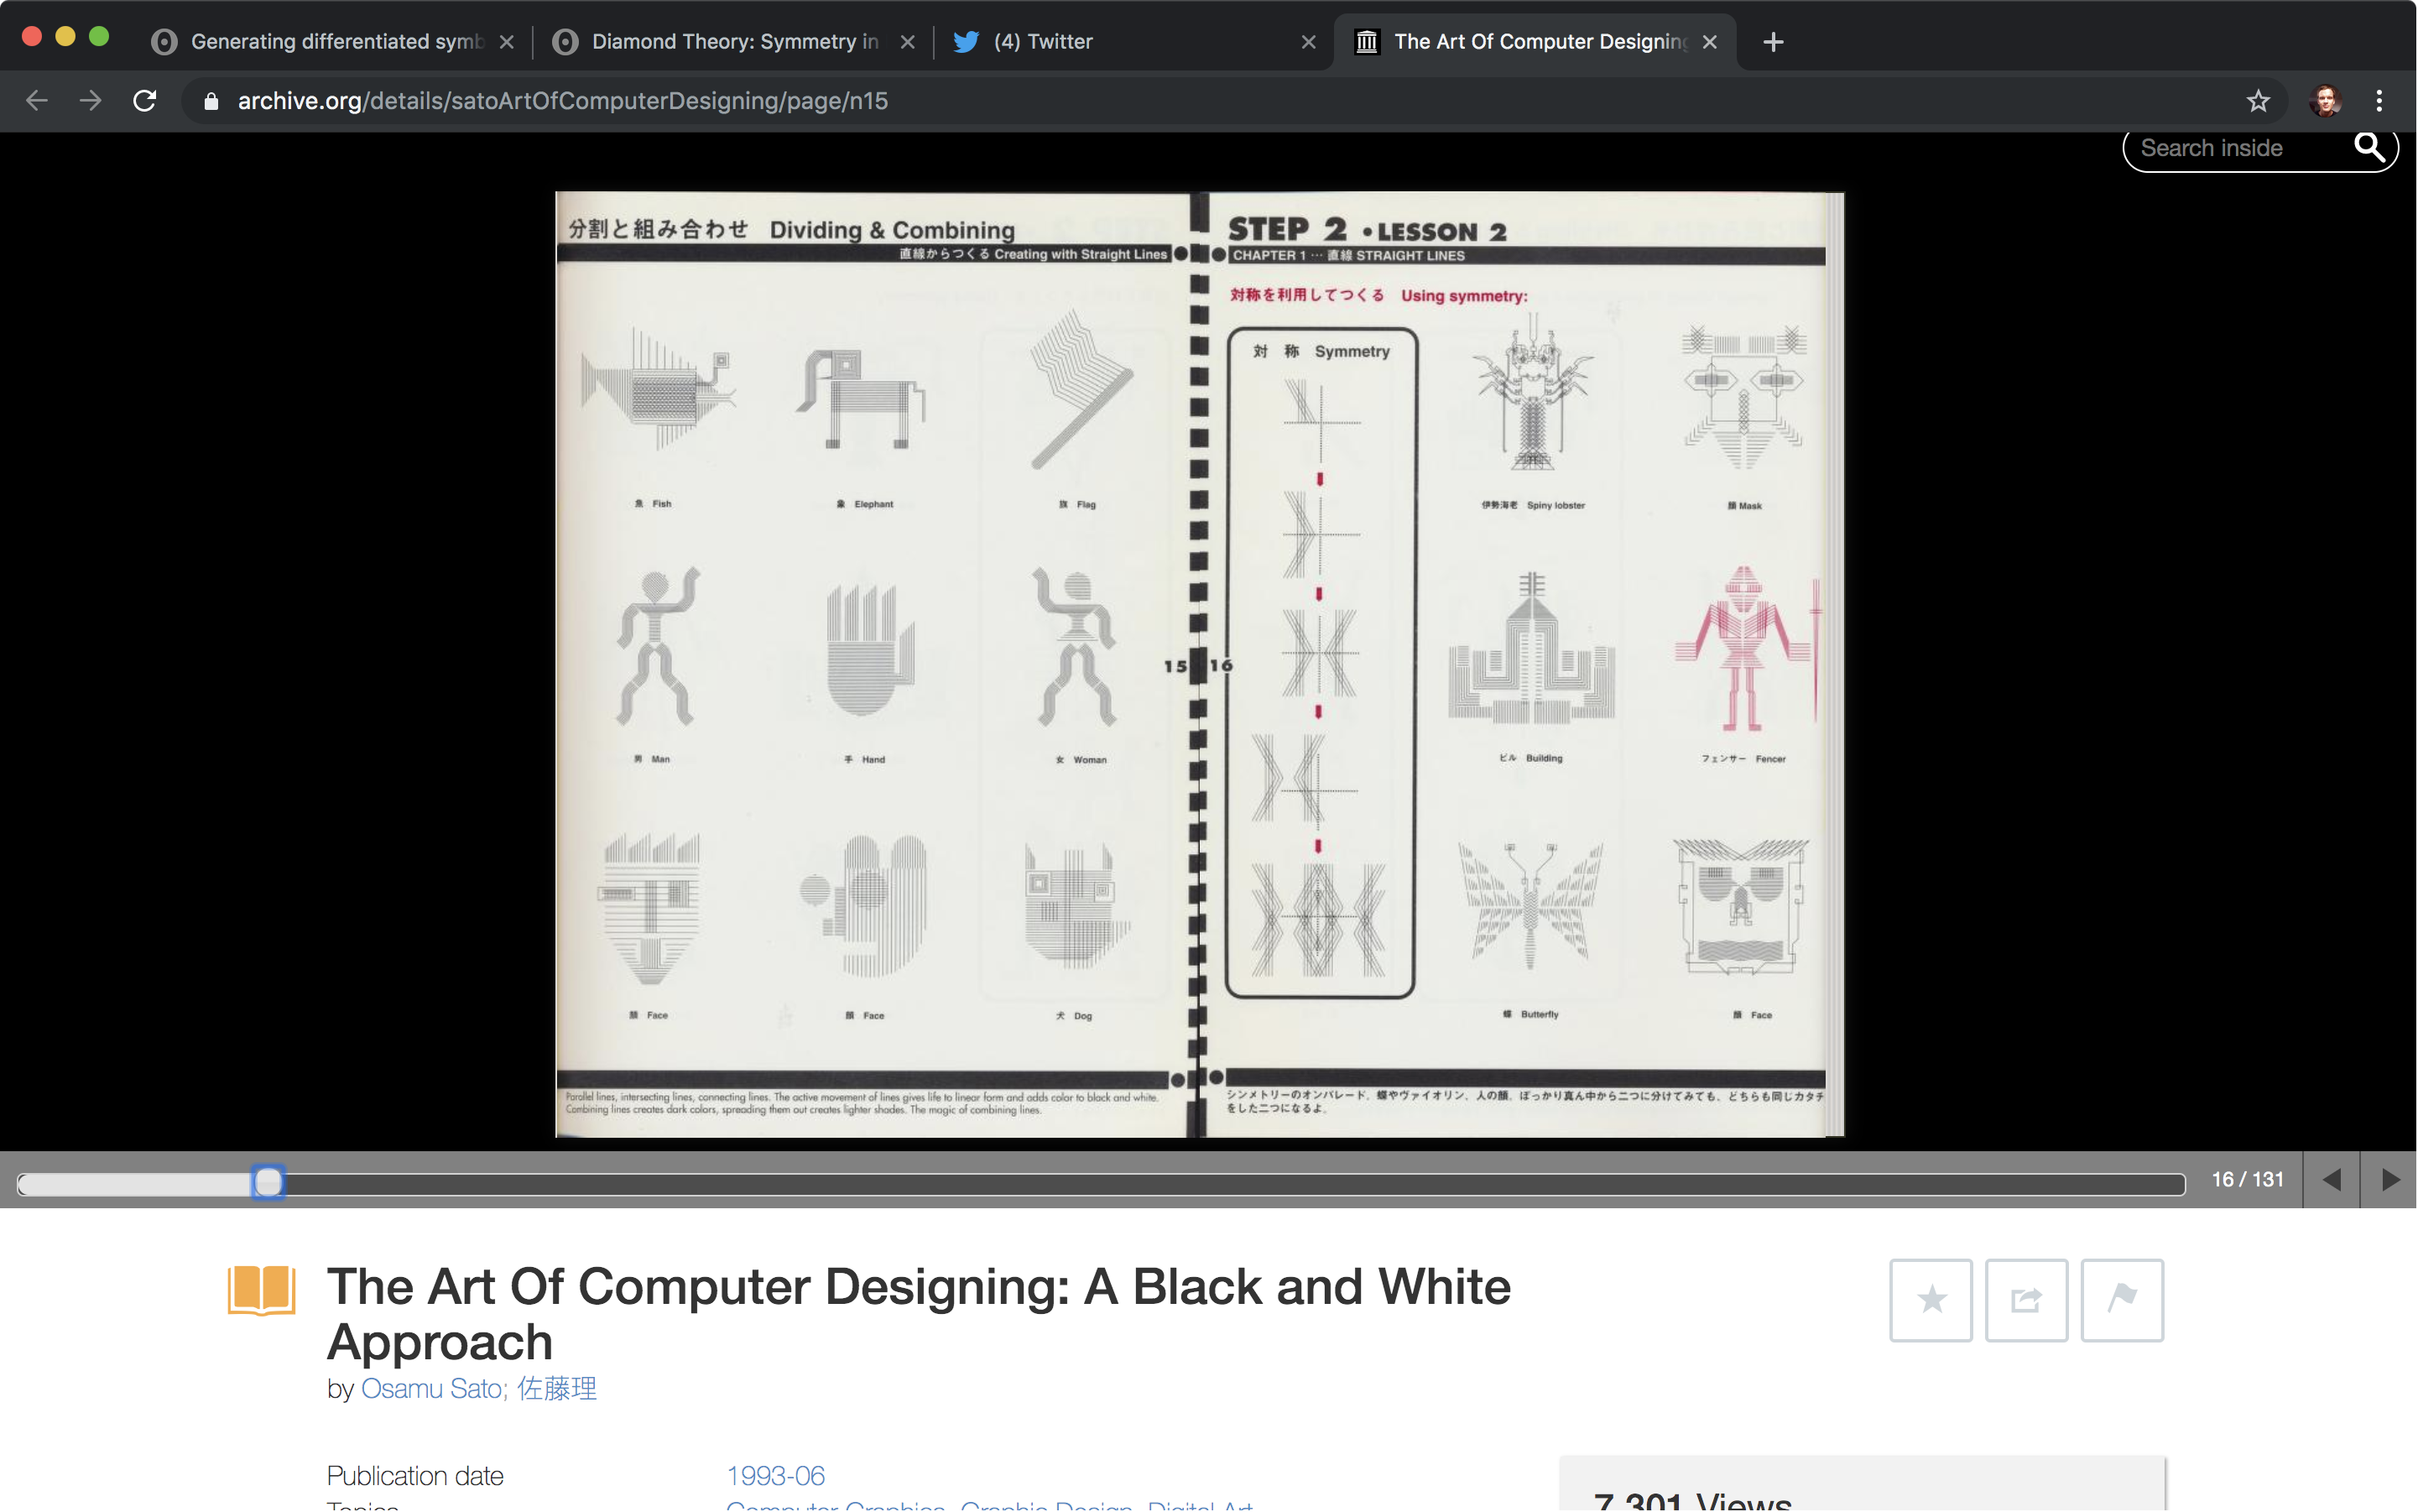 Generating differentiated symb
Diamond Theory: Symmetry in
(4) Twitter
The Art Of Computer Designing
archive.org/details/satoArtOfComputerDesigning/page/n15
Search inside
分割と組み合わせ Dividing & Combining
直線からつくる Creating with Straight Lines
魚 Fish
象 Elephant
旗 Flag
男 Man
手 Hand
女 Woman
顔 Face
顔 Face
犬 Dog
15
Parallel lines, intersecting lines, connecting lines. The active movement of lines gives life to linear form and adds color to black and white.
Combining lines creates dark colors, spreading them out creates lighter shades. The magic of combining lines.
STEP 2 • LESSON 2
CHAPTER 1 … 直線 STRAIGHT LINES
対称を利用してつくる Using symmetry:
対 称 Symmetry
伊勢海老 Spiny lobster
顔 Mask
16
ビル Building
フェンサー Fencer
蝶 Butterfly
顔 Face
シンメトリーのオンパレード。蝶やヴァイオリン、人の顔。ぽっかり真ん中から二つに分けてみても、どちらも同じカタチ
をした二つになるよ。
16 / 131
The Art Of Computer Designing: A Black and White
Approach
by Osamu Sato; 佐藤理
Publication date 1993-06
Topics Computer Graphics, Graphic Design, Digital Art
7,301 Views